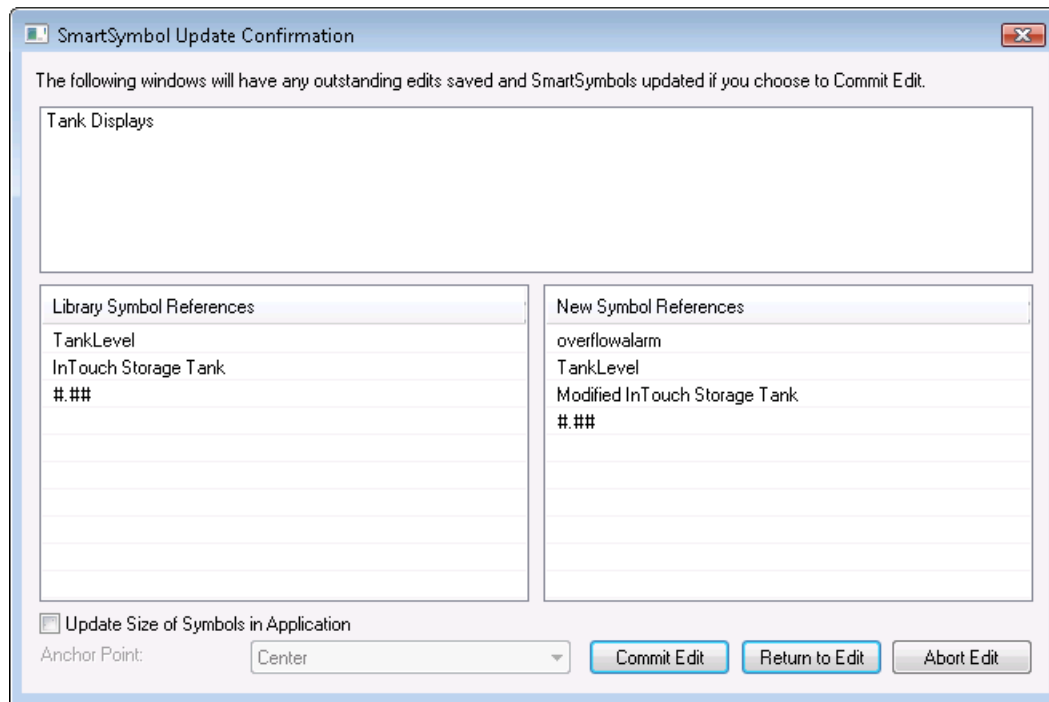 SmartSymbol Update Confirmation
The following windows will have any outstanding edits saved and SmartSymbols updated if you choose to Commit Edit.
Tank Displays
Library Symbol References
TankLevel
InTouch Storage Tank
#.##
New Symbol References
overflowalarm
TankLevel
Modified InTouch Storage Tank
#.##
Update Size of Symbols in Application
Anchor Point: Center Commit Edit Return to Edit Abort Edit